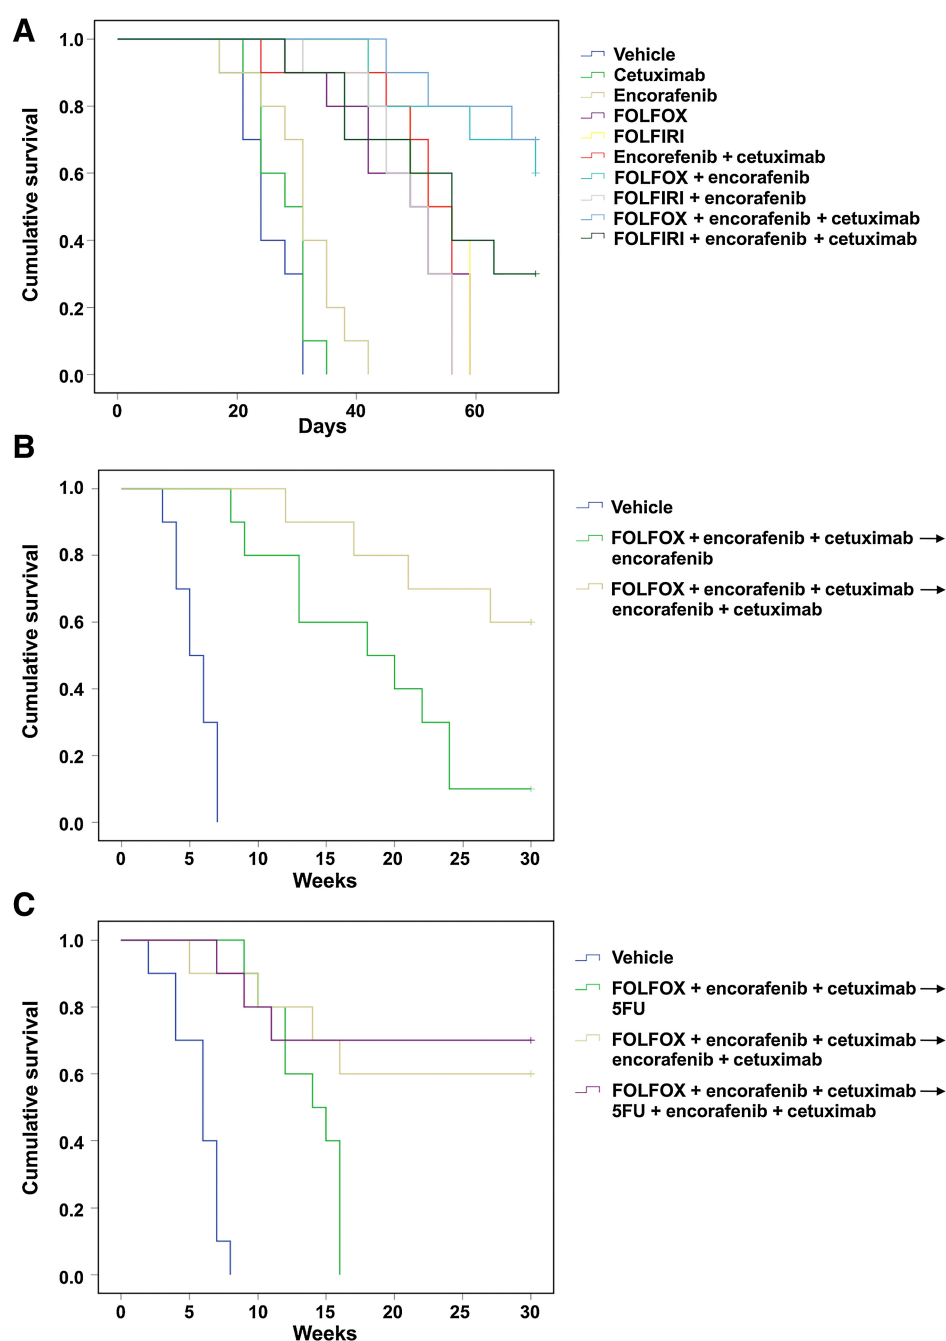 A
Cumulative survival
1.0
0.8
0.6
0.4
0.2
0.0
0 20 40 60
Days
Vehicle
Cetuximab
Encorafenib
FOLFOX
FOLFIRI
Encorefenib + cetuximab
FOLFOX + encorafenib
FOLFIRI + encorafenib
FOLFOX + encorafenib + cetuximab
FOLFIRI + encorafenib + cetuximab
B
Cumulative survival
1.0
0.8
0.6
0.4
0.2
0.0
0 5 10 15 20 25 30
Weeks
Vehicle
FOLFOX + encorafenib + cetuximab →
encorafenib
FOLFOX + encorafenib + cetuximab →
encorafenib + cetuximab
C
Cumulative survival
1.0
0.8
0.6
0.4
0.2
0.0
0 5 10 15 20 25 30
Weeks
Vehicle
FOLFOX + encorafenib + cetuximab →
5FU
FOLFOX + encorafenib + cetuximab →
encorafenib + cetuximab
FOLFOX + encorafenib + cetuximab →
5FU + encorafenib + cetuximab